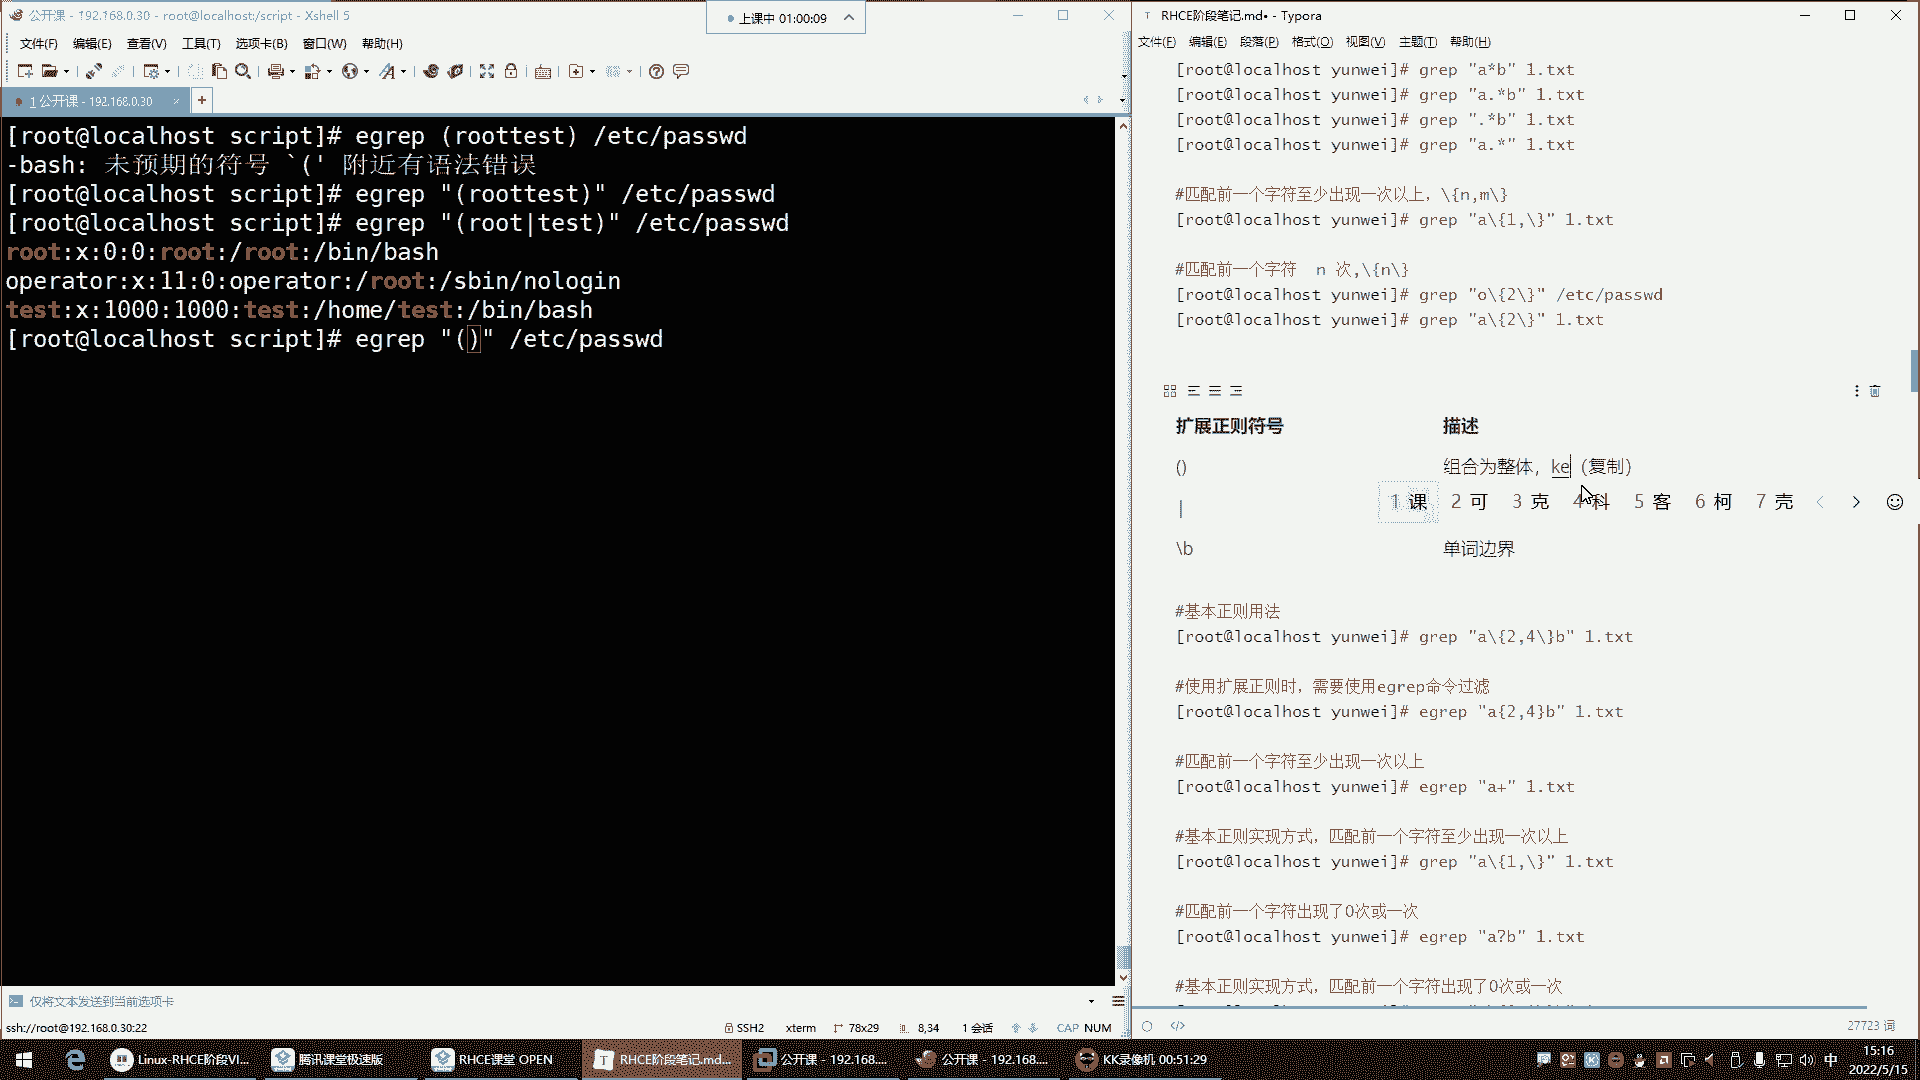 公开课 - 192.168.0.30 - root@localhost:/script - Xshell 5
上课中 01:00:09
文件(F) 编辑(E) 查看(V) 工具(T) 选项卡(B) 窗口(W) 帮助(H)
1 公开课 - 192.168.0.30 × +
[root@localhost script]# egrep (roottest) /etc/passwd
-bash: 未预期的符号 `(' 附近有语法错误
[root@localhost script]# egrep "(roottest)" /etc/passwd
[root@localhost script]# egrep "(root|test)" /etc/passwd
root:x:0:0:root:/root:/bin/bash
operator:x:11:0:operator:/root:/sbin/nologin
test:x:1000:1000:test:/home/test:/bin/bash
[root@localhost script]# egrep "()" /etc/passwd
仅将文本发送到当前选项卡
ssh://root@192.168.0.30:22 SSH2 xterm 78x29 8,34 1 会话 CAP NUM
RHCE阶段笔记.md• - Typora
文件(F) 编辑(E) 段落(P) 格式(O) 视图(V) 主题(T) 帮助(H)
[root@localhost yunwei]# grep "a*b" 1.txt
[root@localhost yunwei]# grep "a.*b" 1.txt
[root@localhost yunwei]# grep ".*b" 1.txt
[root@localhost yunwei]# grep "a.*" 1.txt
#匹配前一个字符至少出现一次以上，\{n,m\}
[root@localhost yunwei]# grep "a\{1,\}" 1.txt
#匹配前一个字符 n 次,\{n\}
[root@localhost yunwei]# grep "o\{2\}" /etc/passwd
[root@localhost yunwei]# grep "a\{2\}" 1.txt
扩展正则符号 描述
() 组合为整体，ke（复制）
1 课 2 可 3 克 4 科 5 客 6 柯 7 壳
|
\b 单词边界
#基本正则用法
[root@localhost yunwei]# grep "a\{2,4\}b" 1.txt
#使用扩展正则时，需要使用egrep命令过滤
[root@localhost yunwei]# egrep "a{2,4}b" 1.txt
#匹配前一个字符至少出现一次以上
[root@localhost yunwei]# egrep "a+" 1.txt
#基本正则实现方式，匹配前一个字符至少出现一次以上
[root@localhost yunwei]# grep "a\{1,\}" 1.txt
#匹配前一个字符出现了0次或一次
[root@localhost yunwei]# egrep "a?b" 1.txt
#基本正则实现方式，匹配前一个字符出现了0次或一次
27723 词
Linux-RHCE阶段VI... 腾讯课堂极速版 RHCE课堂 OPEN RHCE阶段笔记.md... 公开课 - 192.168.... 公开课 - 192.168.... KK录像机 00:51:29 中 15:16
2022/5/15